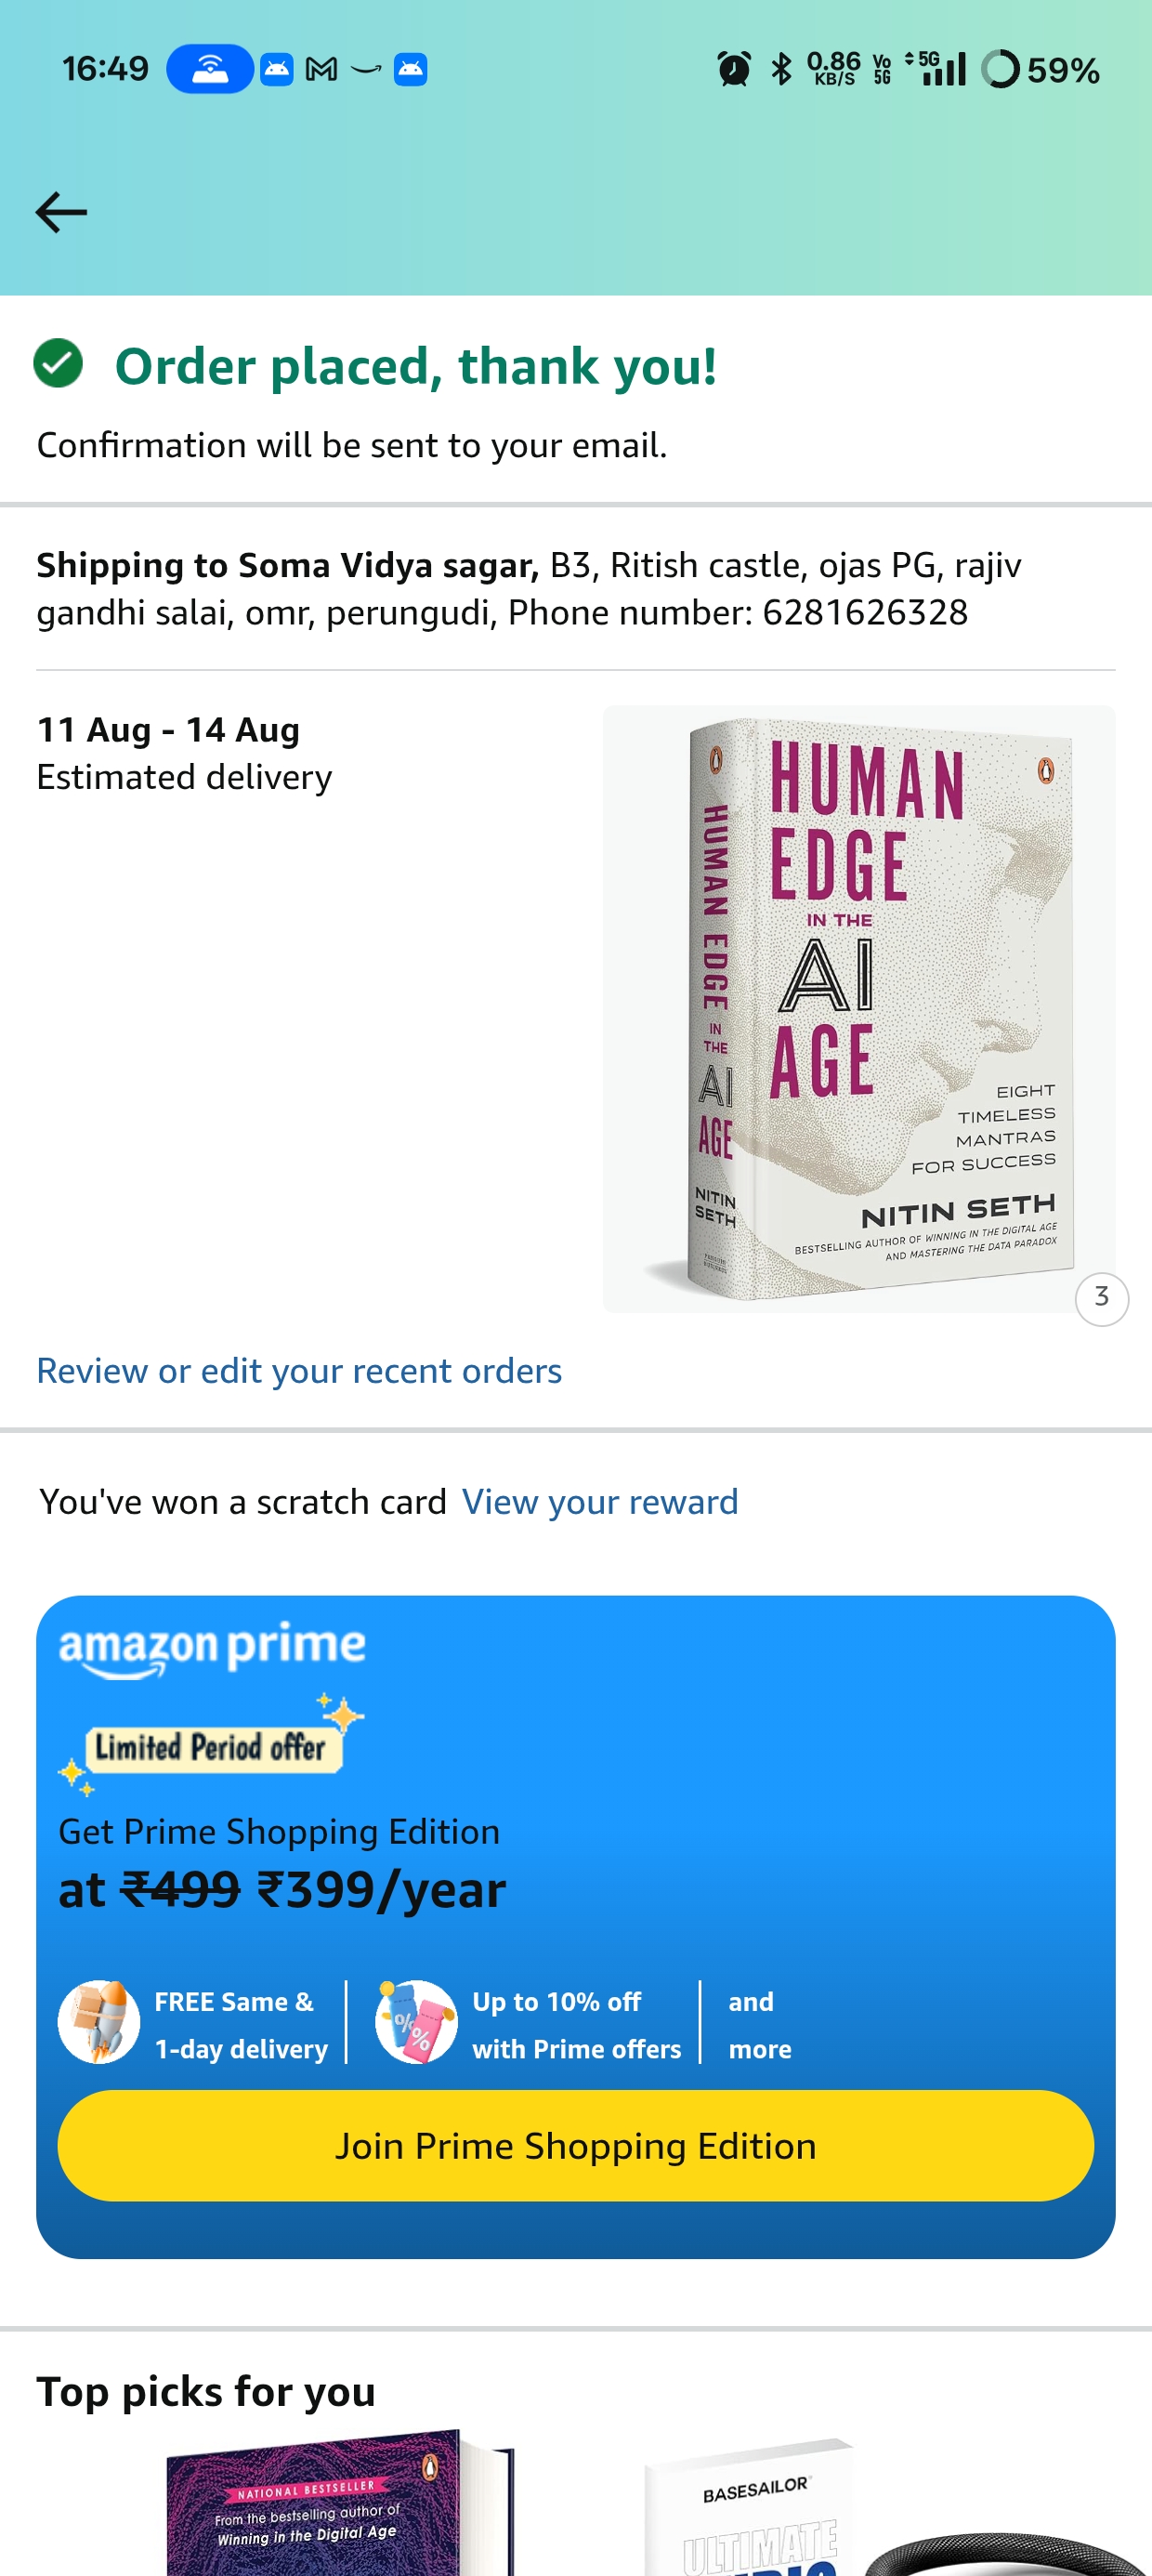 16:49
0.86
KB/S
Vo
5G
5G
59%
Order placed, thank you!
Confirmation will be sent to your email.
Shipping to Soma Vidya sagar, B3, Ritish castle, ojas PG, rajiv
gandhi salai, omr, perungudi, Phone number: 6281626328
11 Aug - 14 Aug
Estimated delivery
HUMAN EDGE IN THE AI AGE
NITIN
SETH
HUMAN
EDGE
IN THE
AI
AGE
EIGHT
TIMELESS
MANTRAS
FOR SUCCESS
NITIN SETH
BESTSELLING AUTHOR OF WINNING IN THE DIGITAL AGE
AND MASTERING THE DATA PARADOX
3
Review or edit your recent orders
You've won a scratch card View your reward
amazon prime
Limited Period offer
Get Prime Shopping Edition
at ₹499 ₹399/year
FREE Same &
1-day delivery
Up to 10% off
with Prime offers
and
more
Join Prime Shopping Edition
Top picks for you
NATIONAL BESTSELLER
From the bestselling author of
Winning in the Digital Age
BASESAILOR
ULTIMATE